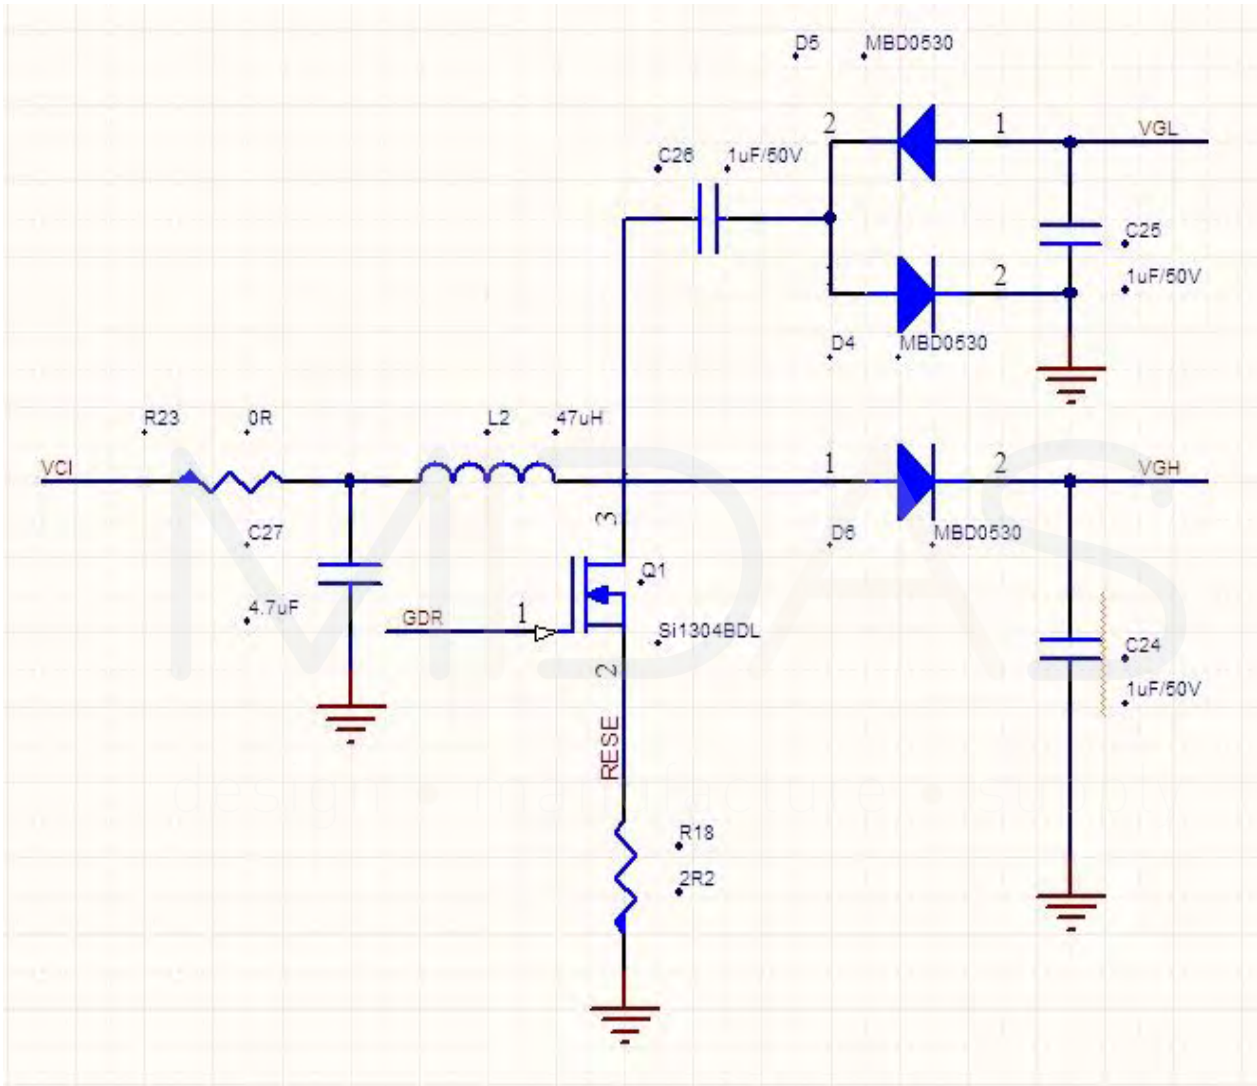 D5 MBD0530
2 1 VGL
C26 1uF/50V
C25
1uF/50V
1 2
D4 MBD0530
R23 0R L2 47uH
VCI 1 2 VGH
C27 3 D6 MBD0530
Q1
4.7uF GDR 1 Si1304BDL
C24
1uF/50V
2
RESE
R18
2R2
MIDAS
design • manufacture • supply